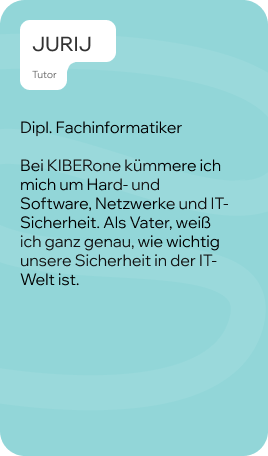 JURIJ
Tutor
Dipl. Fachinformatiker
Bei KIBERone kümmere ich
mich um Hard- und
Software, Netzwerke und IT-
Sicherheit. Als Vater, weiß
ich ganz genau, wie wichtig
unsere Sicherheit in der IT-
Welt ist.